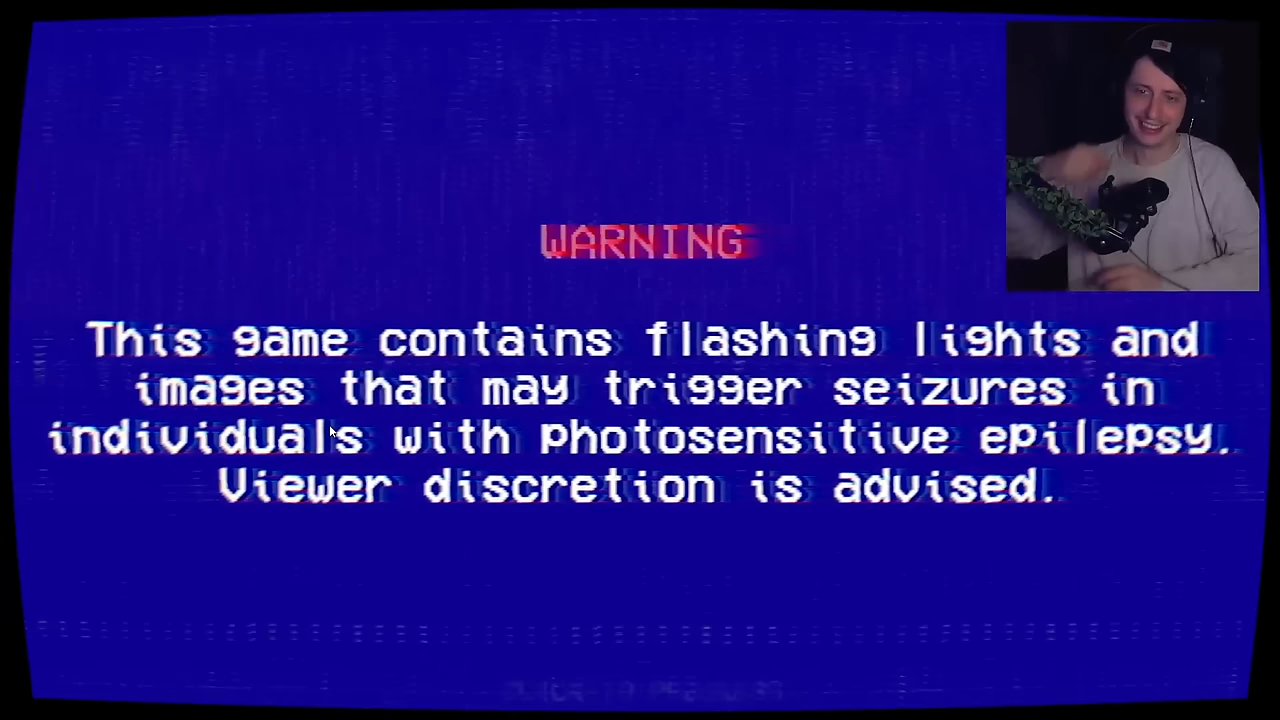 WARNING
This game contains flashing lights and
images that may trigger seizures in
individuals with photosensitive epilepsy.
Viewer discretion is advised.